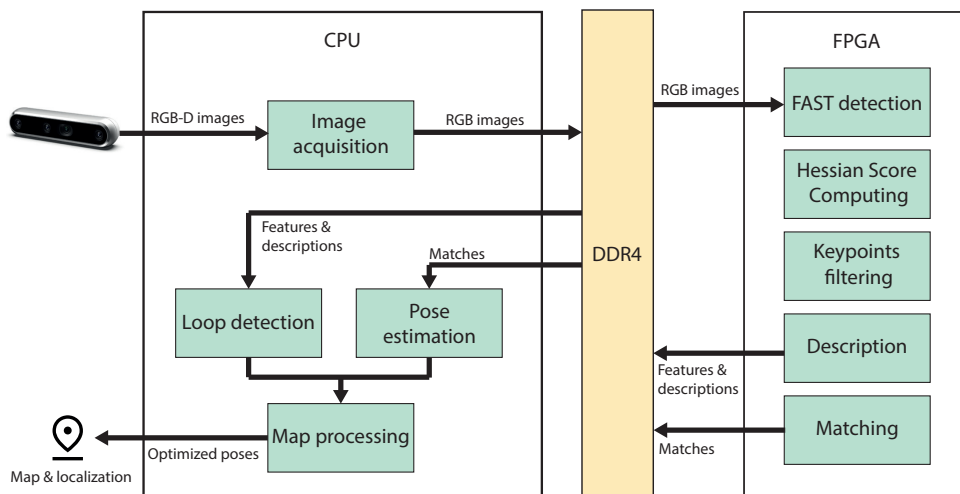 CPU
FPGA
RGB-D images
Image
acquisition
RGB images
RGB images
FAST detection
Hessian Score
Computing
Features &
descriptions
Matches
DDR4
Keypoints
filtering
Loop detection
Pose
estimation
Description
Features &
descriptions
Map processing
Matching
Matches
Optimized poses
Map & localization